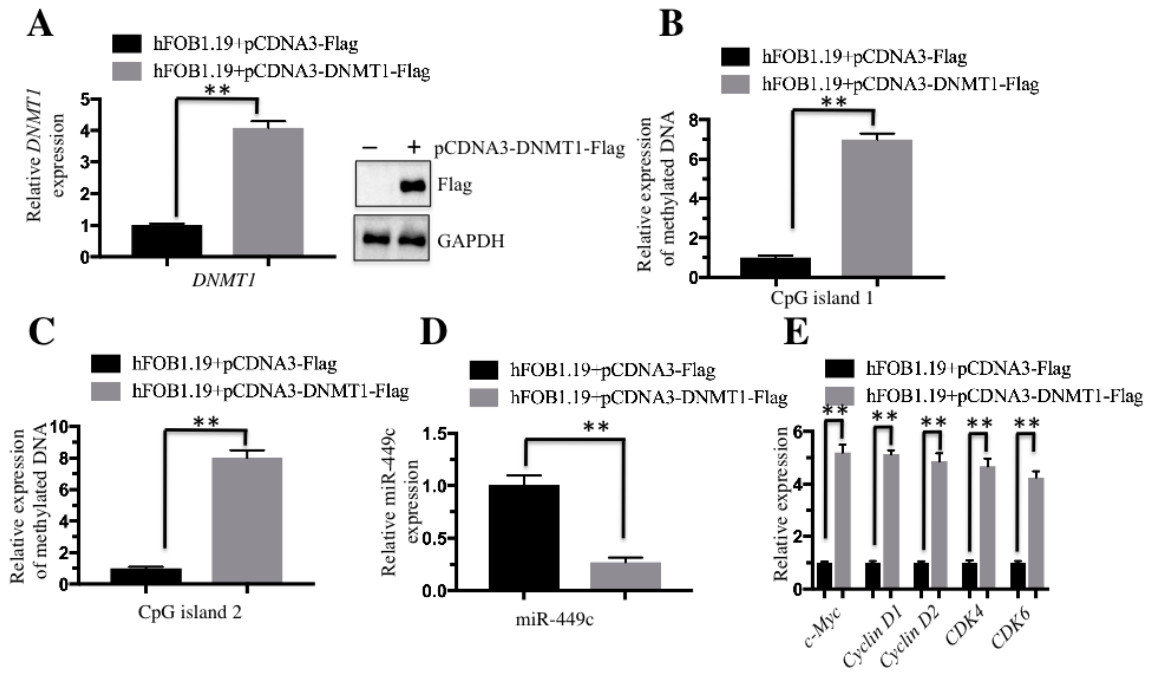 A
hFOB1.19+pCDNA3-Flag
hFOB1.19+pCDNA3-DNMT1-Flag
Relative DNMT1
expression
5
4
3
2
1
0
**
DNMT1
− + pCDNA3-DNMT1-Flag
Flag
GAPDH
B
hFOB1.19+pCDNA3-Flag
hFOB1.19+pCDNA3-DNMT1-Flag
Relative expression
of methylated DNA
8
6
4
2
0
**
CpG island 1
C
hFOB1.19+pCDNA3-Flag
hFOB1.19+pCDNA3-DNMT1-Flag
Relative expression
of methylated DNA
10
8
6
4
2
0
**
CpG island 2
D
hFOB1.19+pCDNA3-Flag
hFOB1.19+pCDNA3-DNMT1-Flag
Relative miR-449c
expression
1.5
1.0
0.5
0.0
**
miR-449c
E
hFOB1.19+pCDNA3-Flag
hFOB1.19+pCDNA3-DNMT1-Flag
Relative expression
6
4
2
0
** ** ** ** **
c-Myc
Cyclin D1
Cyclin D2
CDK4
CDK6